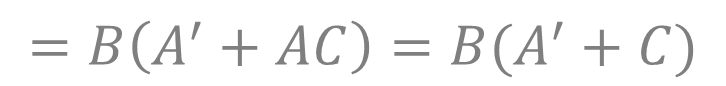 = B(A′ + AC) = B(A′ + C)